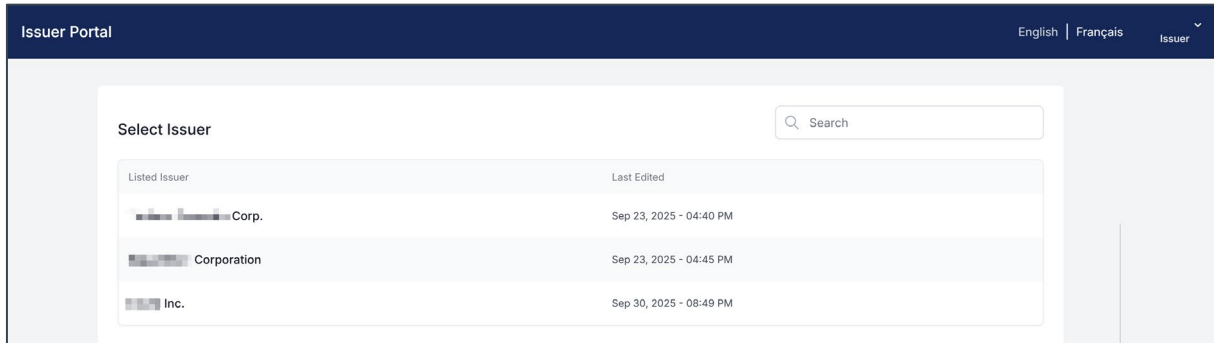 Issuer Portal
English | Français
Issuer
Select Issuer
Search
Listed Issuer Last Edited
Corp. Sep 23, 2025 - 04:40 PM
Corporation Sep 23, 2025 - 04:45 PM
Inc. Sep 30, 2025 - 08:49 PM